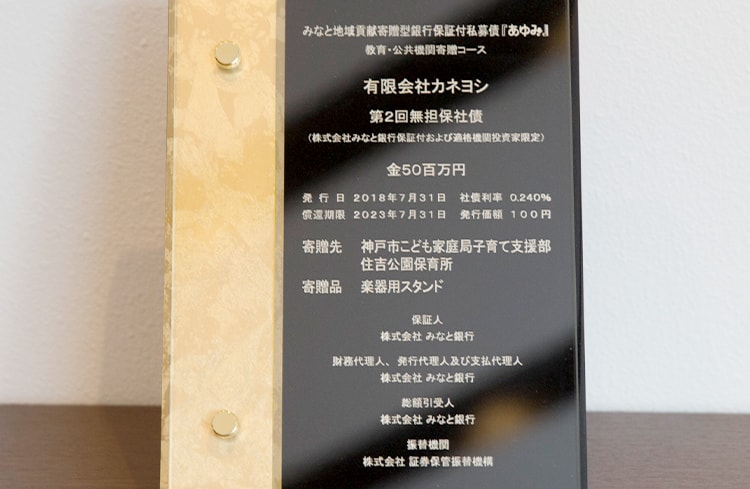 みなと地域貢献寄贈型銀行保証付私募債『あゆみ』
教育・公共機関寄贈コース
有限会社カネヨシ
第2回無担保社債
(株式会社みなと銀行保証付および適格機関投資家限定)
金50百万円
発行日 2018年7月31日 社債利率 0.240%
償還期限 2023年7月31日 発行価額 100円
寄贈先 神戸市こども家庭局子育て支援部
住吉公園保育所
寄贈品 楽器用スタンド
保証人
株式会社 みなと銀行
財務代理人、発行代理人及び支払代理人
株式会社 みなと銀行
総額引受人
株式会社 みなと銀行
振替機関
株式会社 証券保管振替機構